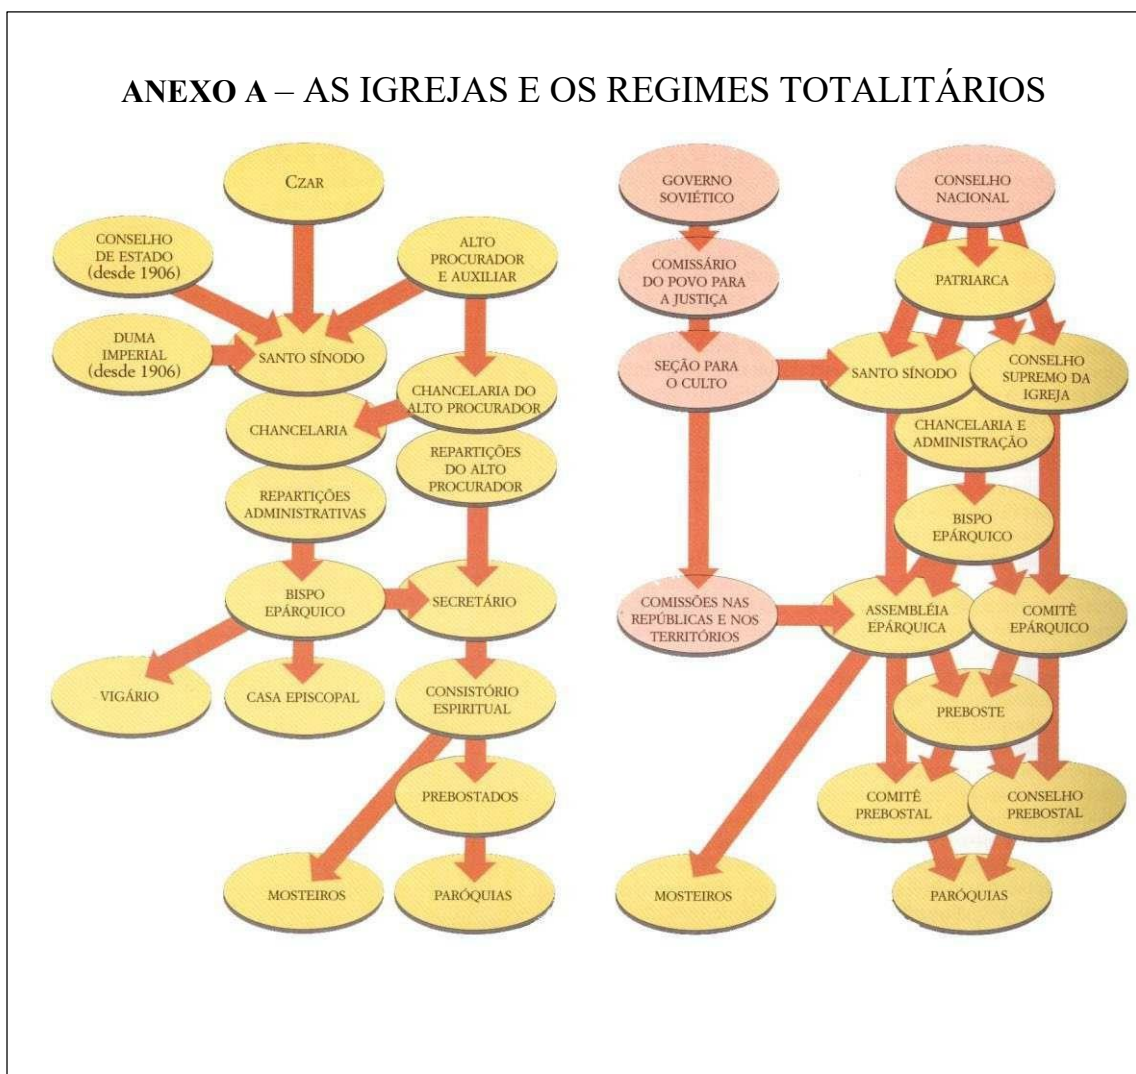 ANEXO A – AS IGREJAS E OS REGIMES TOTALITÁRIOS
CZAR
CONSELHO
DE ESTADO
(desde 1906)
ALTO
PROCURADOR
E AUXILIAR
DUMA
IMPERIAL
(desde 1906)
SANTO SÍNODO
CHANCELARIA DO
ALTO PROCURADOR
CHANCELARIA
REPARTIÇÕES
DO ALTO
PROCURADOR
REPARTIÇÕES
ADMINISTRATIVAS
BISPO
EPÁRQUICO
SECRETÁRIO
VIGÁRIO
CASA EPISCOPAL
CONSISTÓRIO
ESPIRITUAL
PREBOSTADOS
MOSTEIROS
PARÓQUIAS
GOVERNO
SOVIÉTICO
CONSELHO
NACIONAL
COMISSÁRIO
DO POVO PARA
A JUSTIÇA
PATRIARCA
SEÇÃO PARA
O CULTO
SANTO SÍNODO
CONSELHO
SUPREMO DA
IGREJA
CHANCELARIA E
ADMINISTRAÇÃO
BISPO
EPÁRQUICO
COMISSÕES NAS
REPÚBLICAS E NOS
TERRITÓRIOS
ASSEMBLÉIA
EPÁRQUICA
COMITÊ
EPÁRQUICO
PREBOSTE
COMITÊ
PREBOSTAL
CONSELHO
PREBOSTAL
MOSTEIROS
PARÓQUIAS